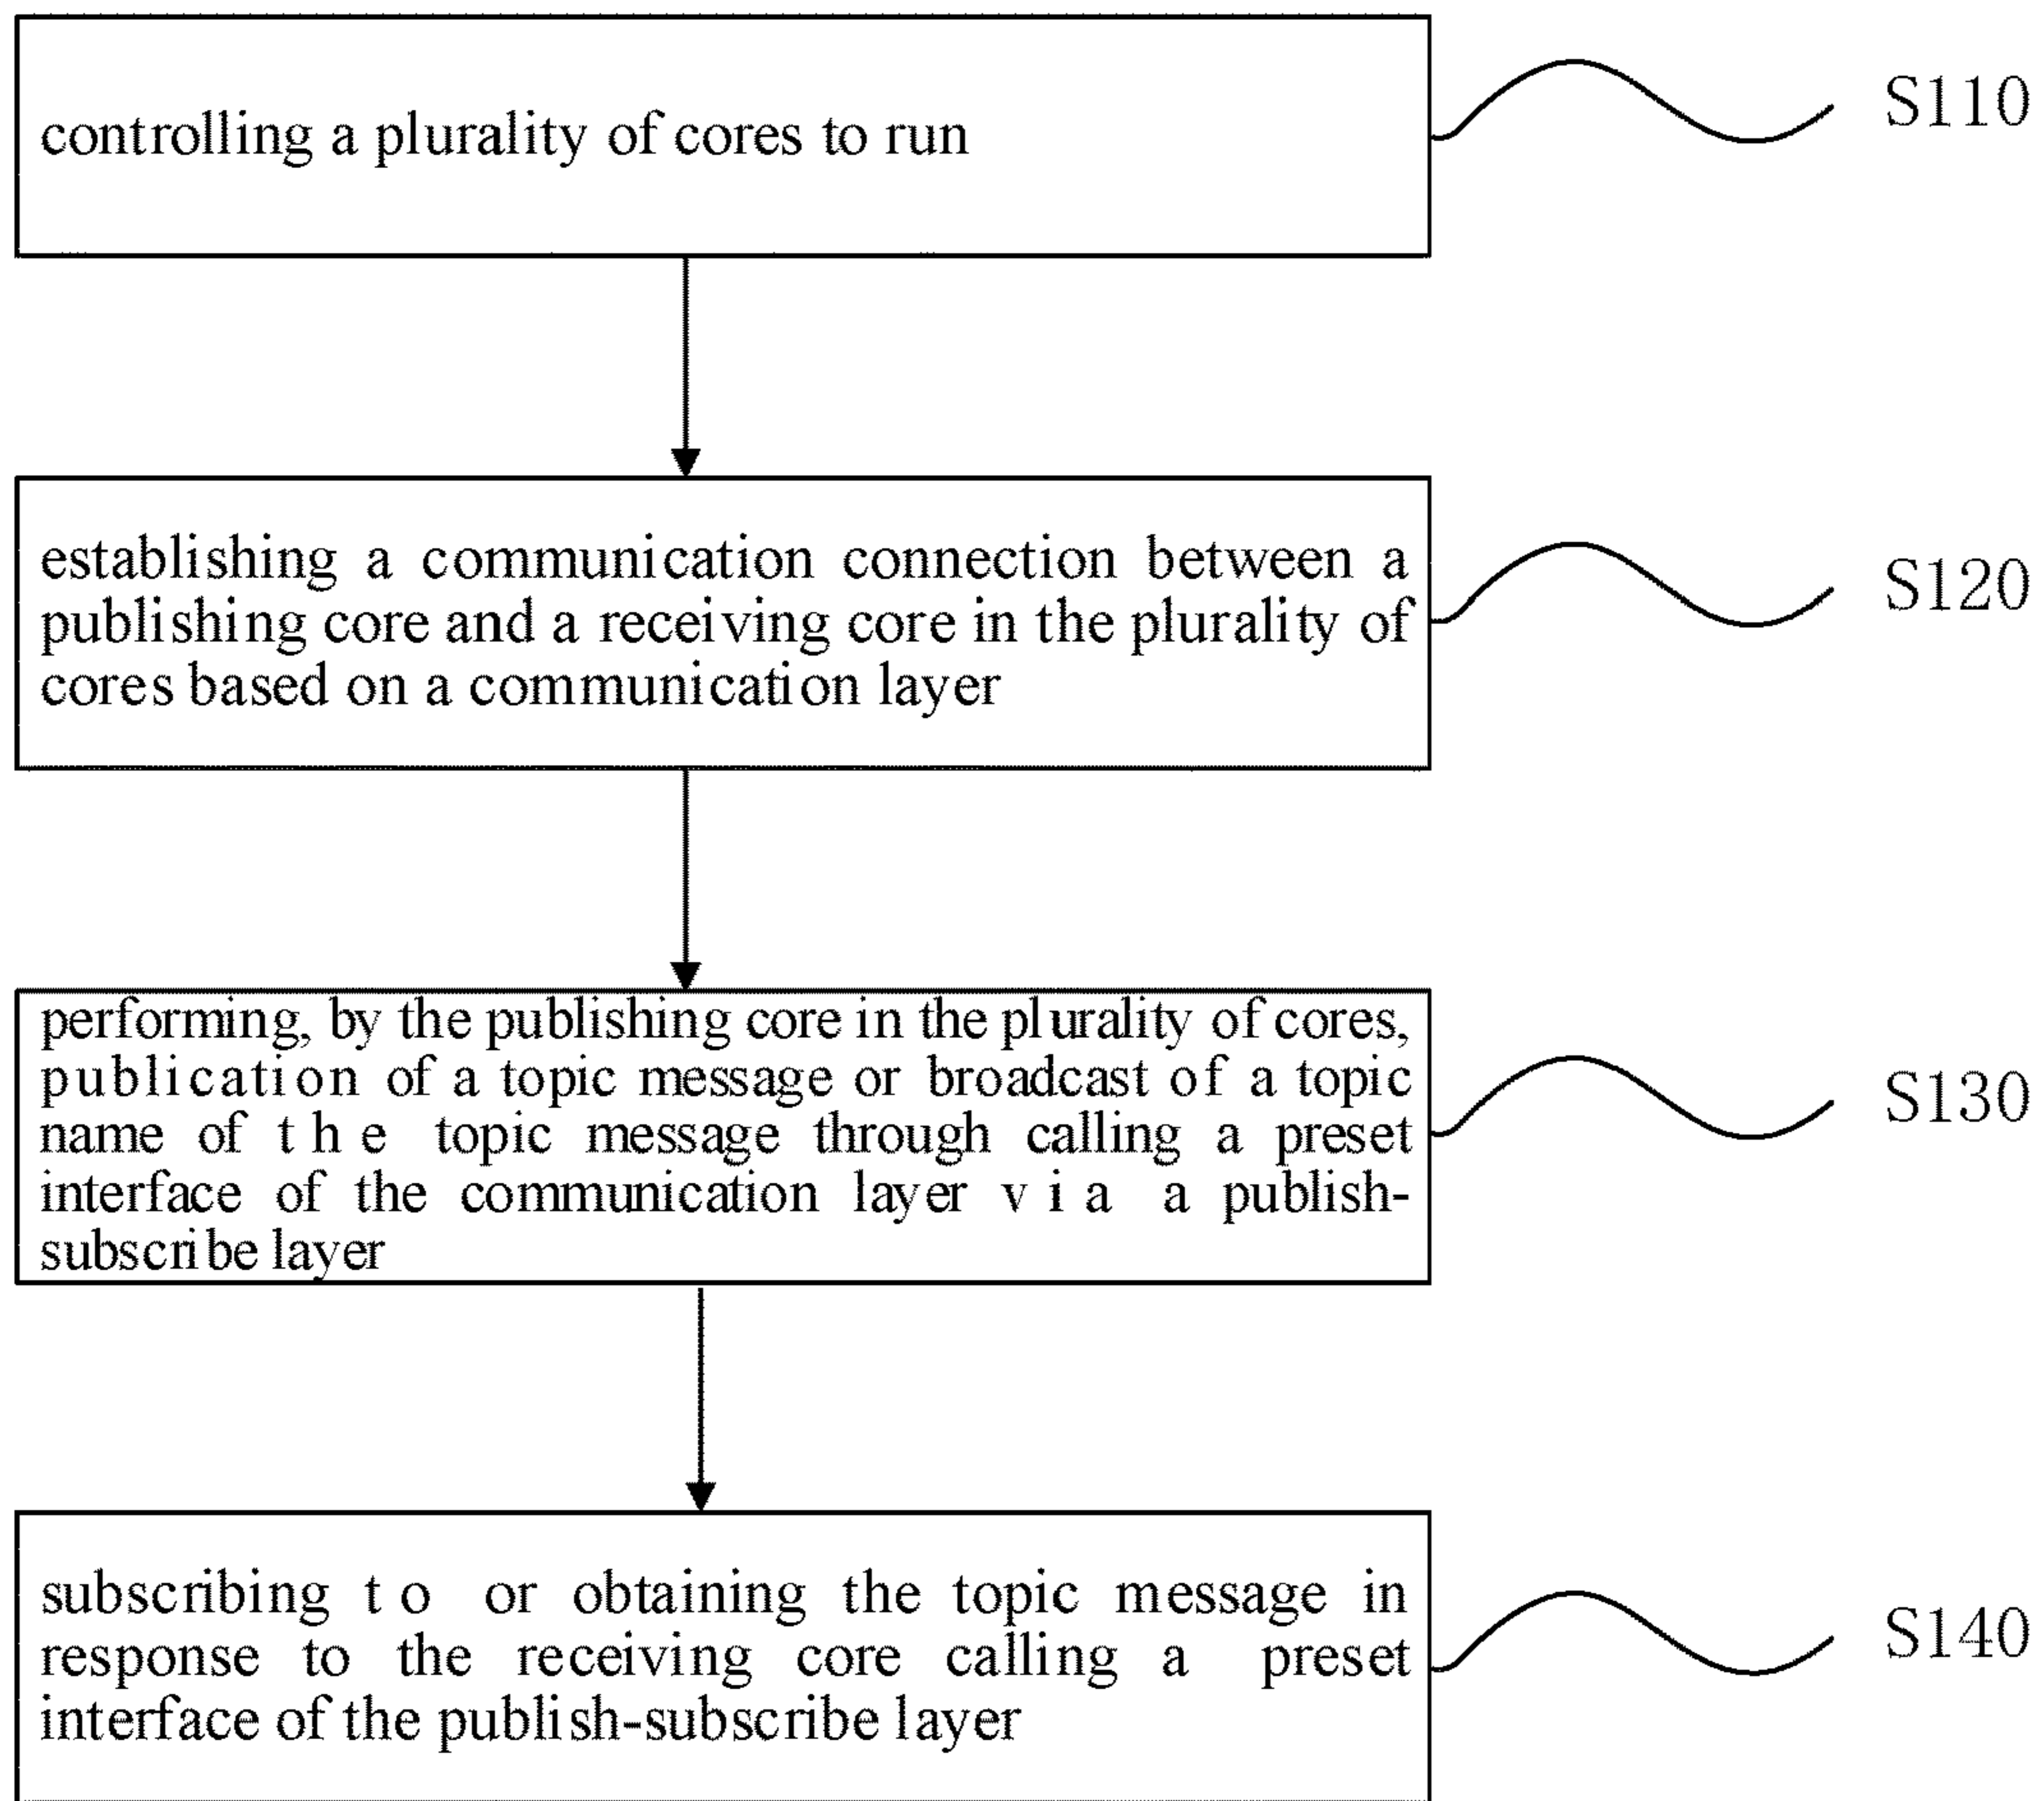 controlling a plurality of cores to run
S110
establishing a communication connection between a
publishing core and a receiving core in the plurality of
cores based on a communication layer
S120
performing, by the publishing core in the plurality of cores,
publication of a topic message or broadcast of a topic
name of the topic message through calling a preset
interface of the communication layer via a publish-
subscribe layer
S130
subscribing to or obtaining the topic message in
response to the receiving core calling a preset
interface of the publish-subscribe layer
S140